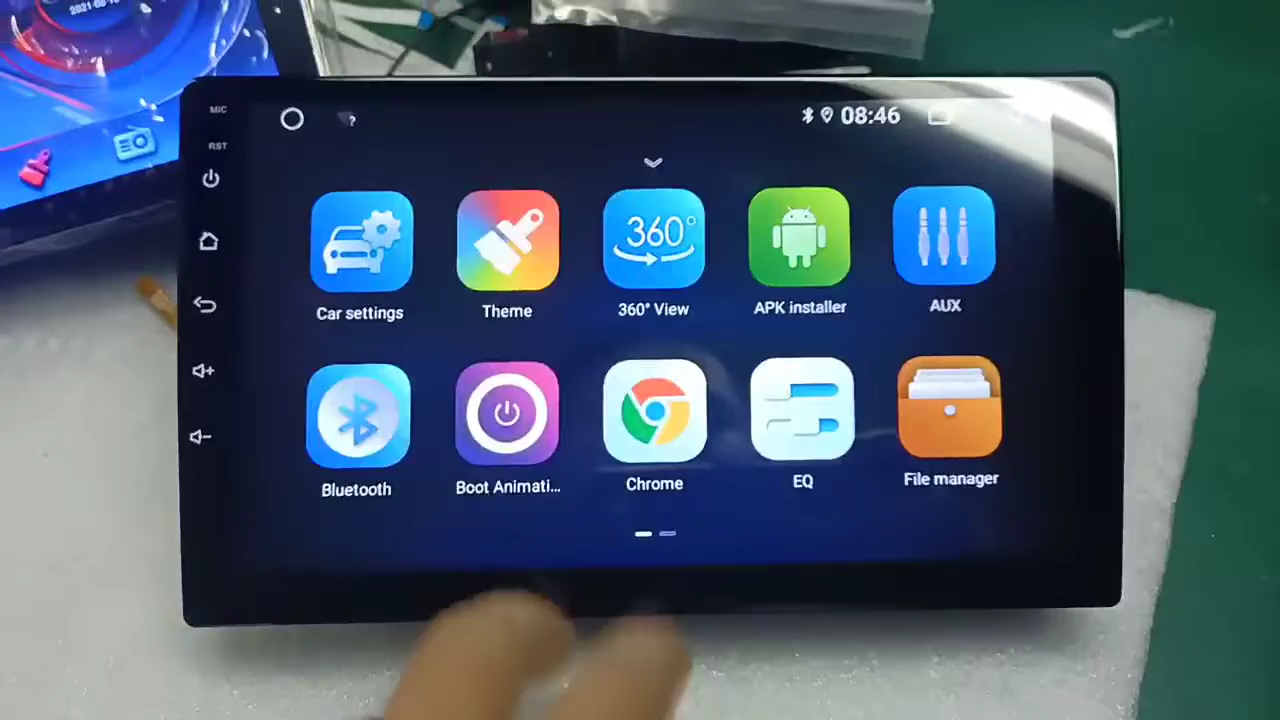 MIC
RST
08:46
360°
Car settings
Theme
360° View
APK installer
AUX
Bluetooth
Boot Animati...
Chrome
EQ
File manager